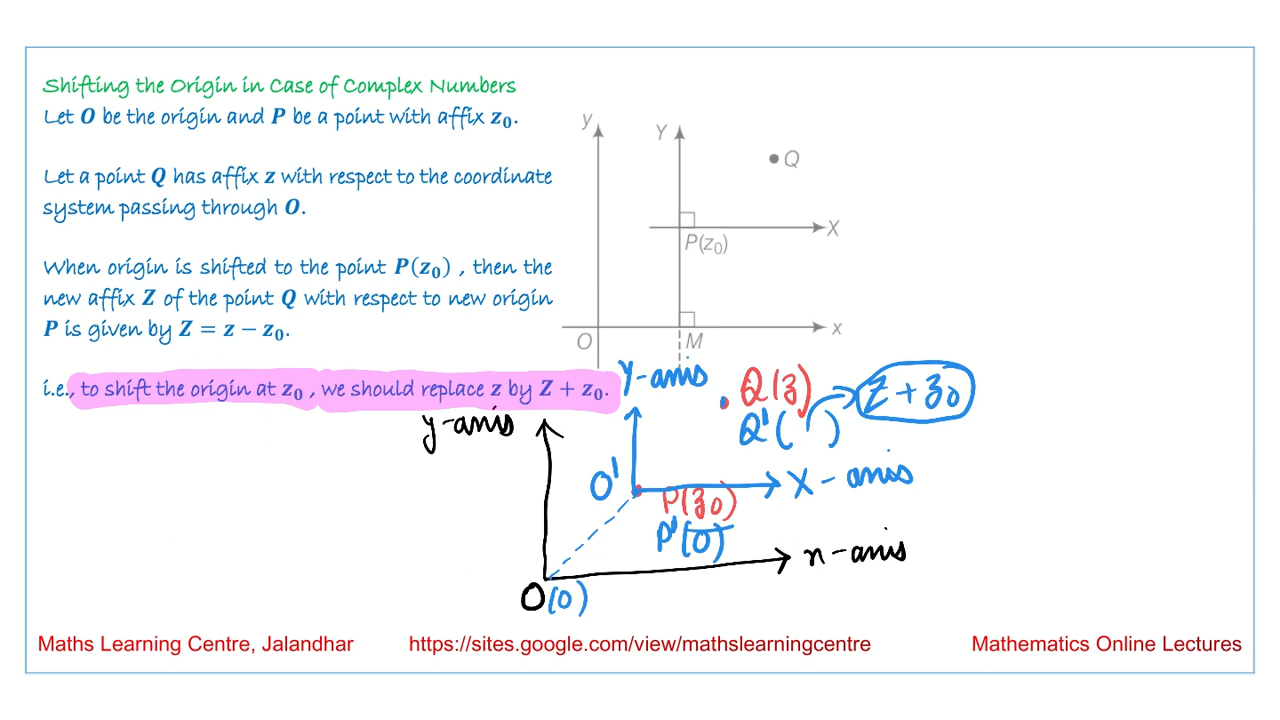 Shifting the Origin in Case of Complex Numbers
Let O be the origin and P be a point with affix z₀.
Let a point Q has affix z with respect to the coordinate
system passing through O.
When origin is shifted to the point P(z₀) , then the
new affix Z of the point Q with respect to new origin
P is given by Z = z − z₀.
i.e., to shift the origin at z₀ , we should replace z by Z + z₀.
y
Y
Q
X
P(z₀)
O
M
x
Y-axis
Q(z)
Z + z₀
Q'( )
y-axis
O'
X-axis
P(z₀)
P'(0)
x-axis
O(0)
Maths Learning Centre, Jalandhar
https://sites.google.com/view/mathslearningcentre
Mathematics Online Lectures